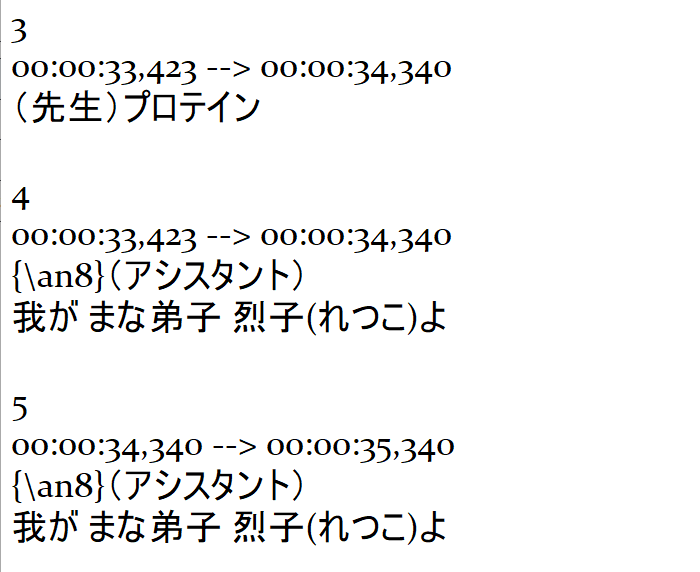 3
00:00:33,423 --> 00:00:34,340
（先生）プロテイン
4
00:00:33,423 --> 00:00:34,340
{\an8}（アシスタント）
我が まな弟子 烈子(れつこ)よ
5
00:00:34,340 --> 00:00:35,340
{\an8}（アシスタント）
我が まな弟子 烈子(れつこ)よ